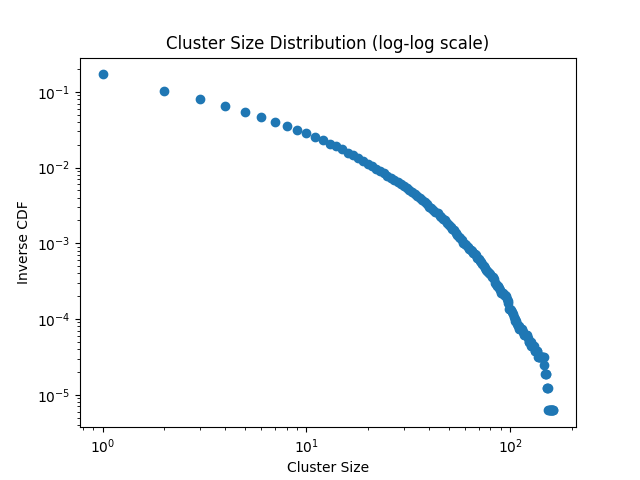 Cluster Size Distribution (log-log scale)
10⁻¹
10⁻²
10⁻³
10⁻⁴
10⁻⁵
Inverse CDF
10⁰ 10¹ 10²
Cluster Size